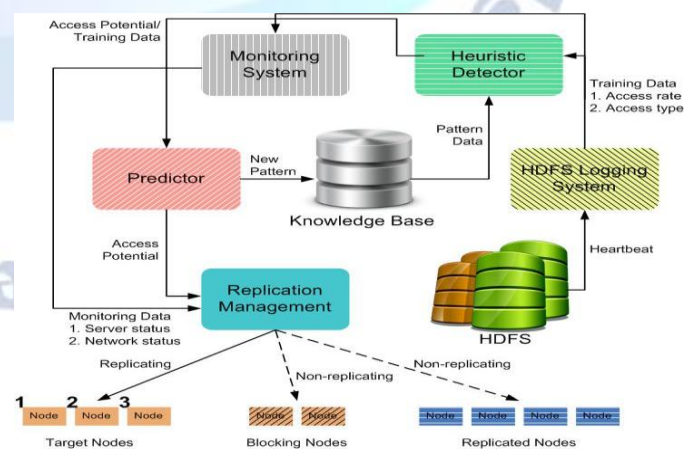 Access Potential/
Training Data
Monitoring
System
Heuristic
Detector
Training Data
1. Access rate
2. Access type
Pattern
Data
Predictor
New
Pattern
Knowledge Base
HDFS Logging
System
Access
Potential
Heartbeat
Replication
Management
HDFS
Monitoring Data
1. Server status
2. Network status
Replicating
Non-replicating
Non-replicating
1 2 3
Node Node Node
Node Node
Node Node Node Node
Target Nodes
Blocking Nodes
Replicated Nodes